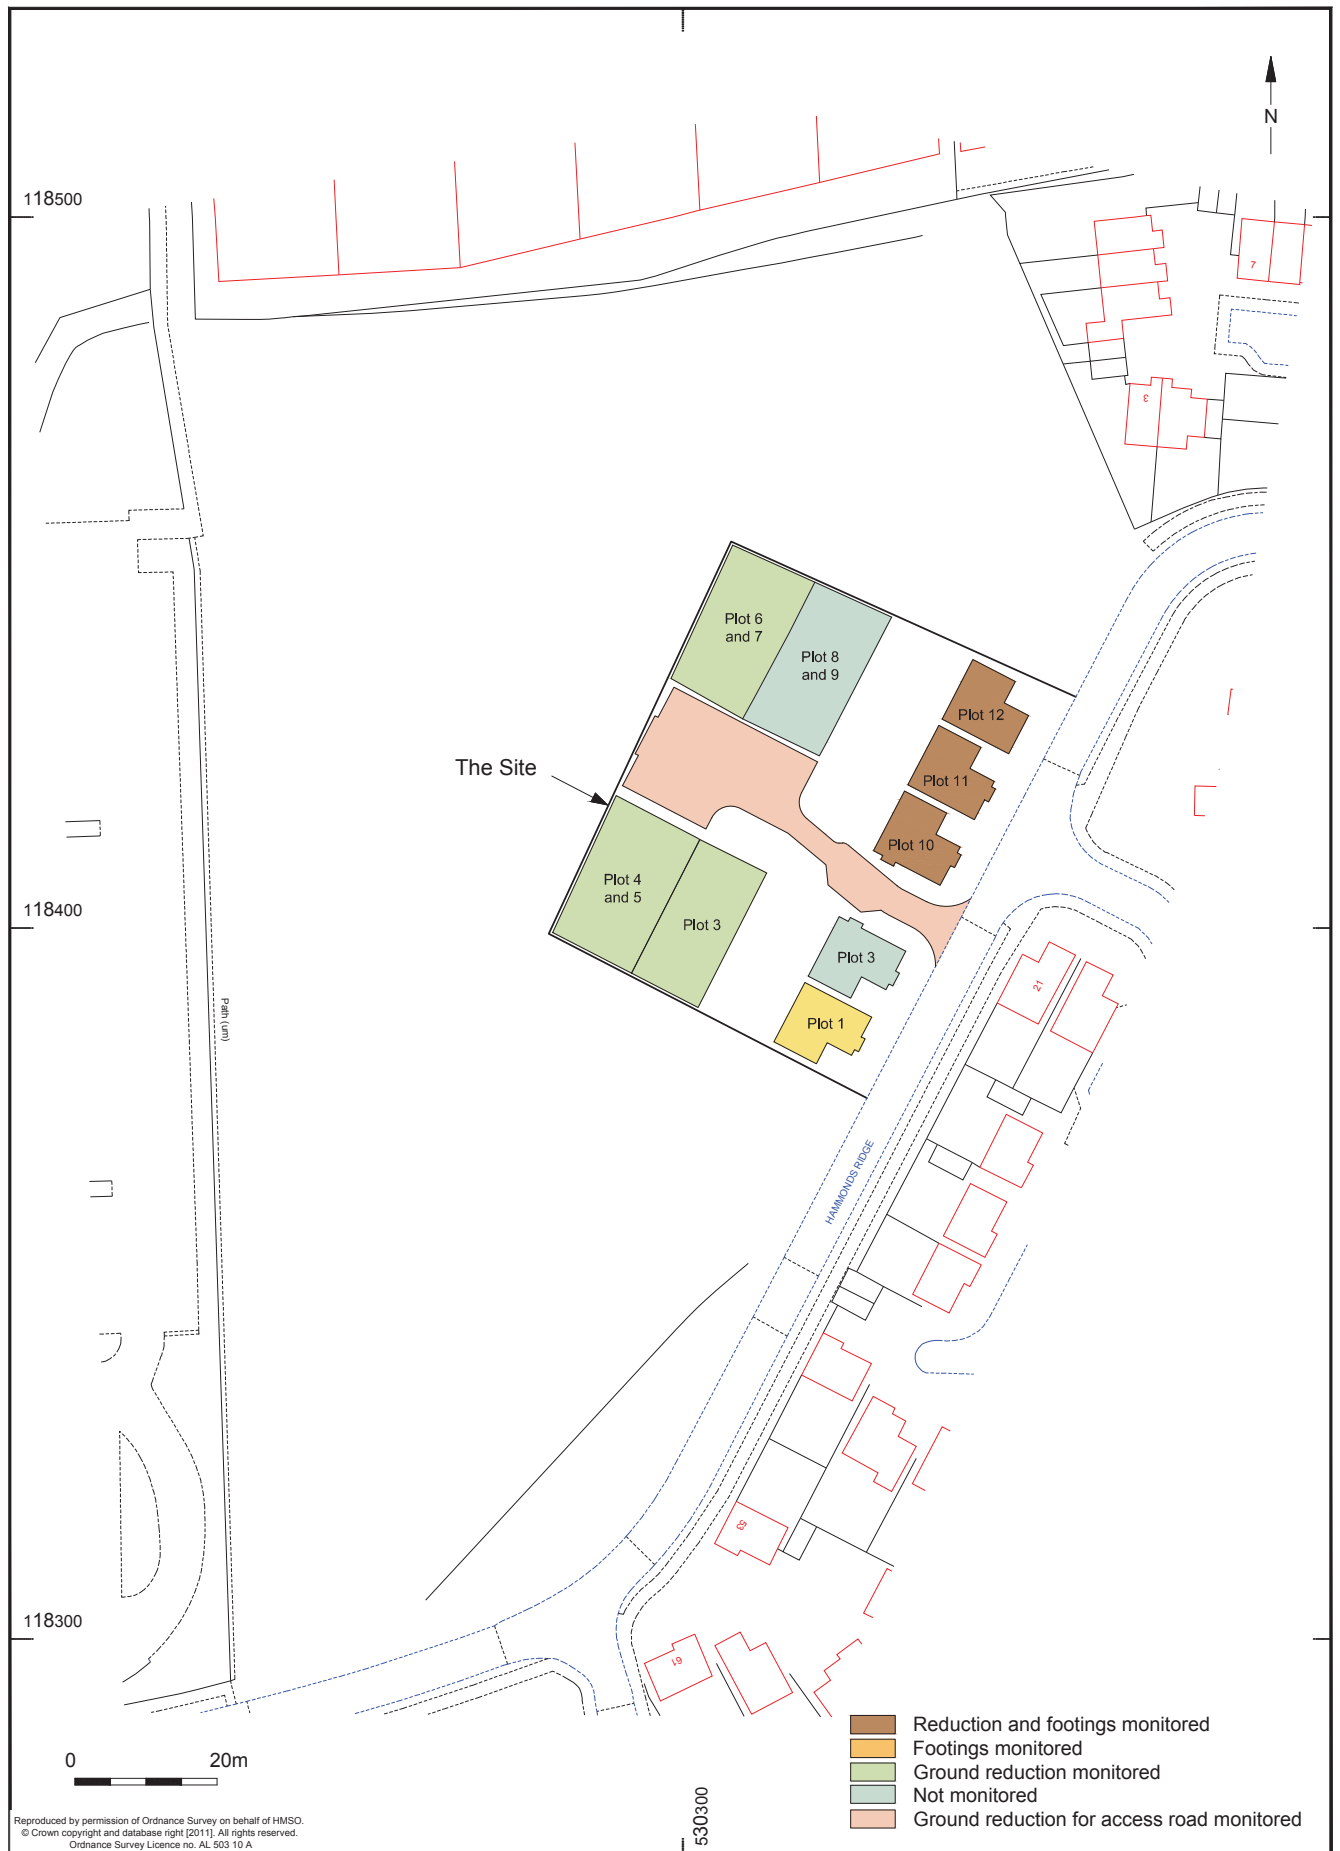 N
118500
7
3
Plot 6
and 7
Plot 8
and 9
Plot 12
The Site
Plot 11
Plot 10
Plot 4
and 5
118400
Plot 3
Plot 3
21
Path (um)
Plot 1
HAMMONDS RIDGE
53
118300
61
Reduction and footings monitored
Footings monitored
0 20m
Ground reduction monitored
Not monitored
530300
Ground reduction for access road monitored
Reproduced by permission of Ordnance Survey on behalf of HMSO.
© Crown copyright and database right [2011]. All rights reserved.
Ordnance Survey Licence no. AL 503 10 A